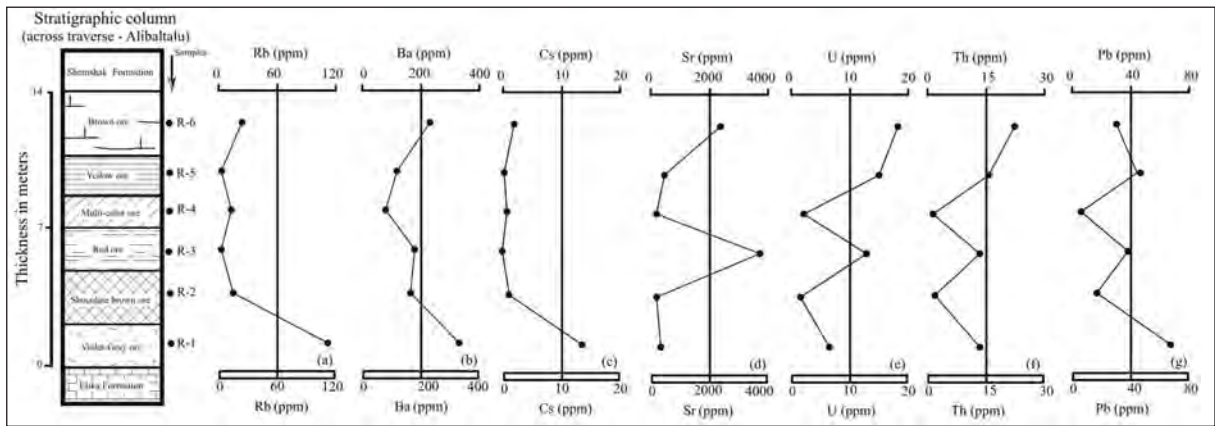 Stratigraphic column
(across traverse - Alibaltalu)
Samples
Shemshak Formation
Brown ore
Yellow ore
Multi-color ore
Red ore
Violet-Grey ore
Elika Formation
Thickness in meters
14
7
0
R-6
R-5
R-4
R-3
R-2
R-1
Rb (ppm)
0 60 120
(a)
0 60 120
Rb (ppm)
Ba (ppm)
0 200 400
(b)
0 200 400
Ba (ppm)
Cs (ppm)
0 10 20
(c)
0 10 20
Cs (ppm)
Sr (ppm)
0 2000 4000
(d)
0 2000 4000
Sr (ppm)
U (ppm)
0 10 20
(e)
0 10 20
U (ppm)
Th (ppm)
0 15 30
(f)
0 15 30
Th (ppm)
Pb (ppm)
0 40 80
(g)
0 40 80
Pb (ppm)